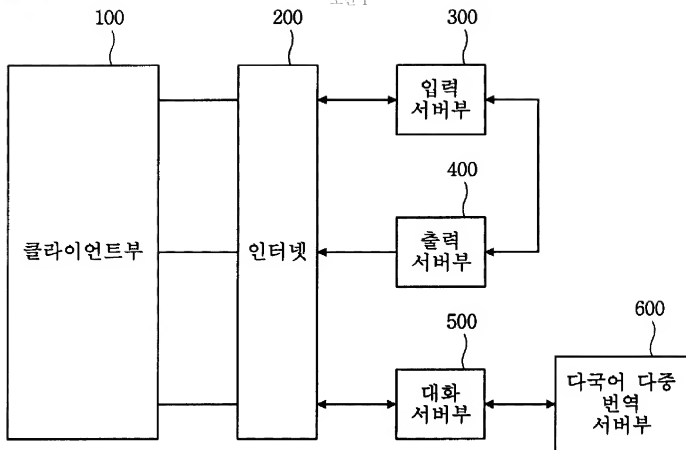 100
200
300
입력
서버부
400
클라이언트부
인터넷
출력
서버부
500
600
대화
서버부
다국어 다중
번역
서버부